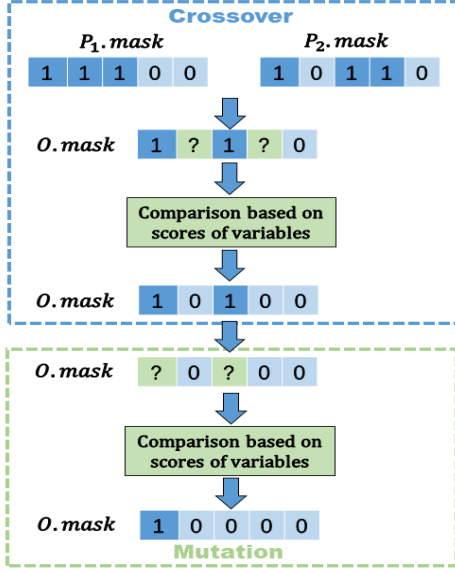 Crossover
P₁.mask P₂.mask
1 1 1 0 0 1 0 1 1 0
O.mask 1 ? 1 ? 0
Comparison based on
scores of variables
O.mask 1 0 1 0 0
O.mask ? 0 ? 0 0
Comparison based on
scores of variables
O.mask 1 0 0 0 0
Mutation